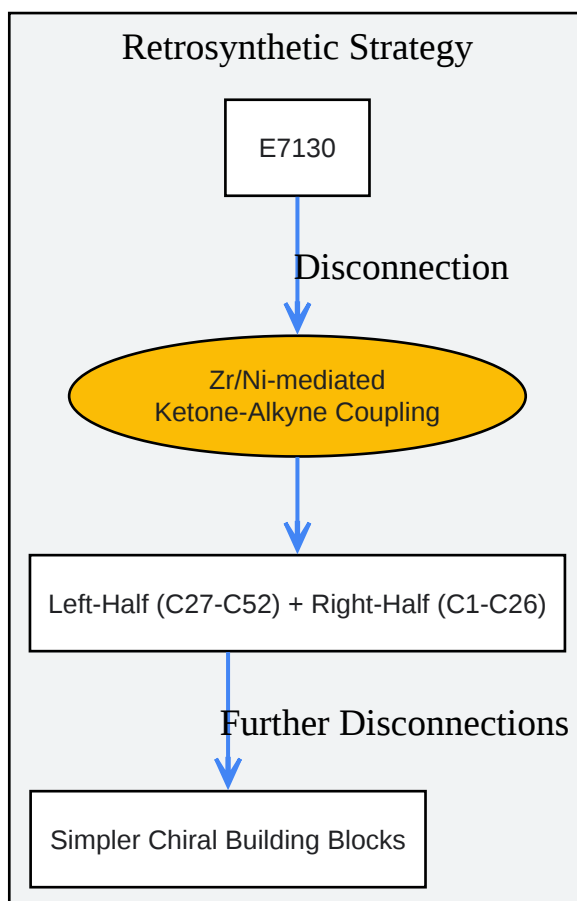 Retrosynthetic Strategy
E7130
Disconnection
Zr/Ni-mediated
Ketone-Alkyne Coupling
Left-Half (C27-C52) + Right-Half (C1-C26)
Further Disconnections
Simpler Chiral Building Blocks